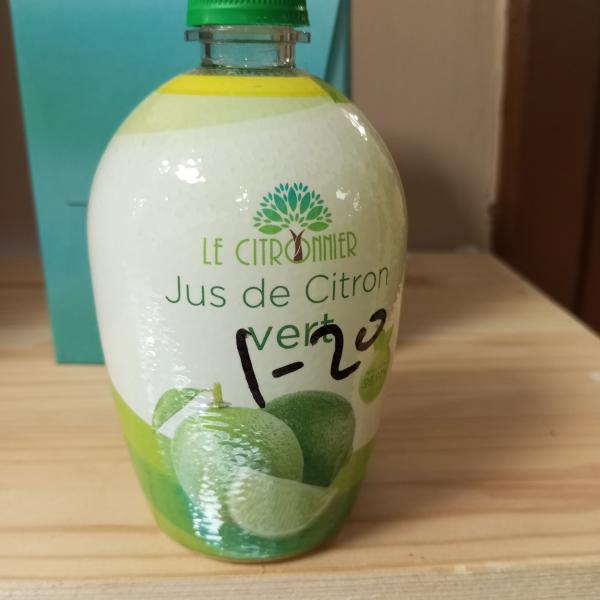 LE CITRONNIER
Jus de Citron
vert
1-20